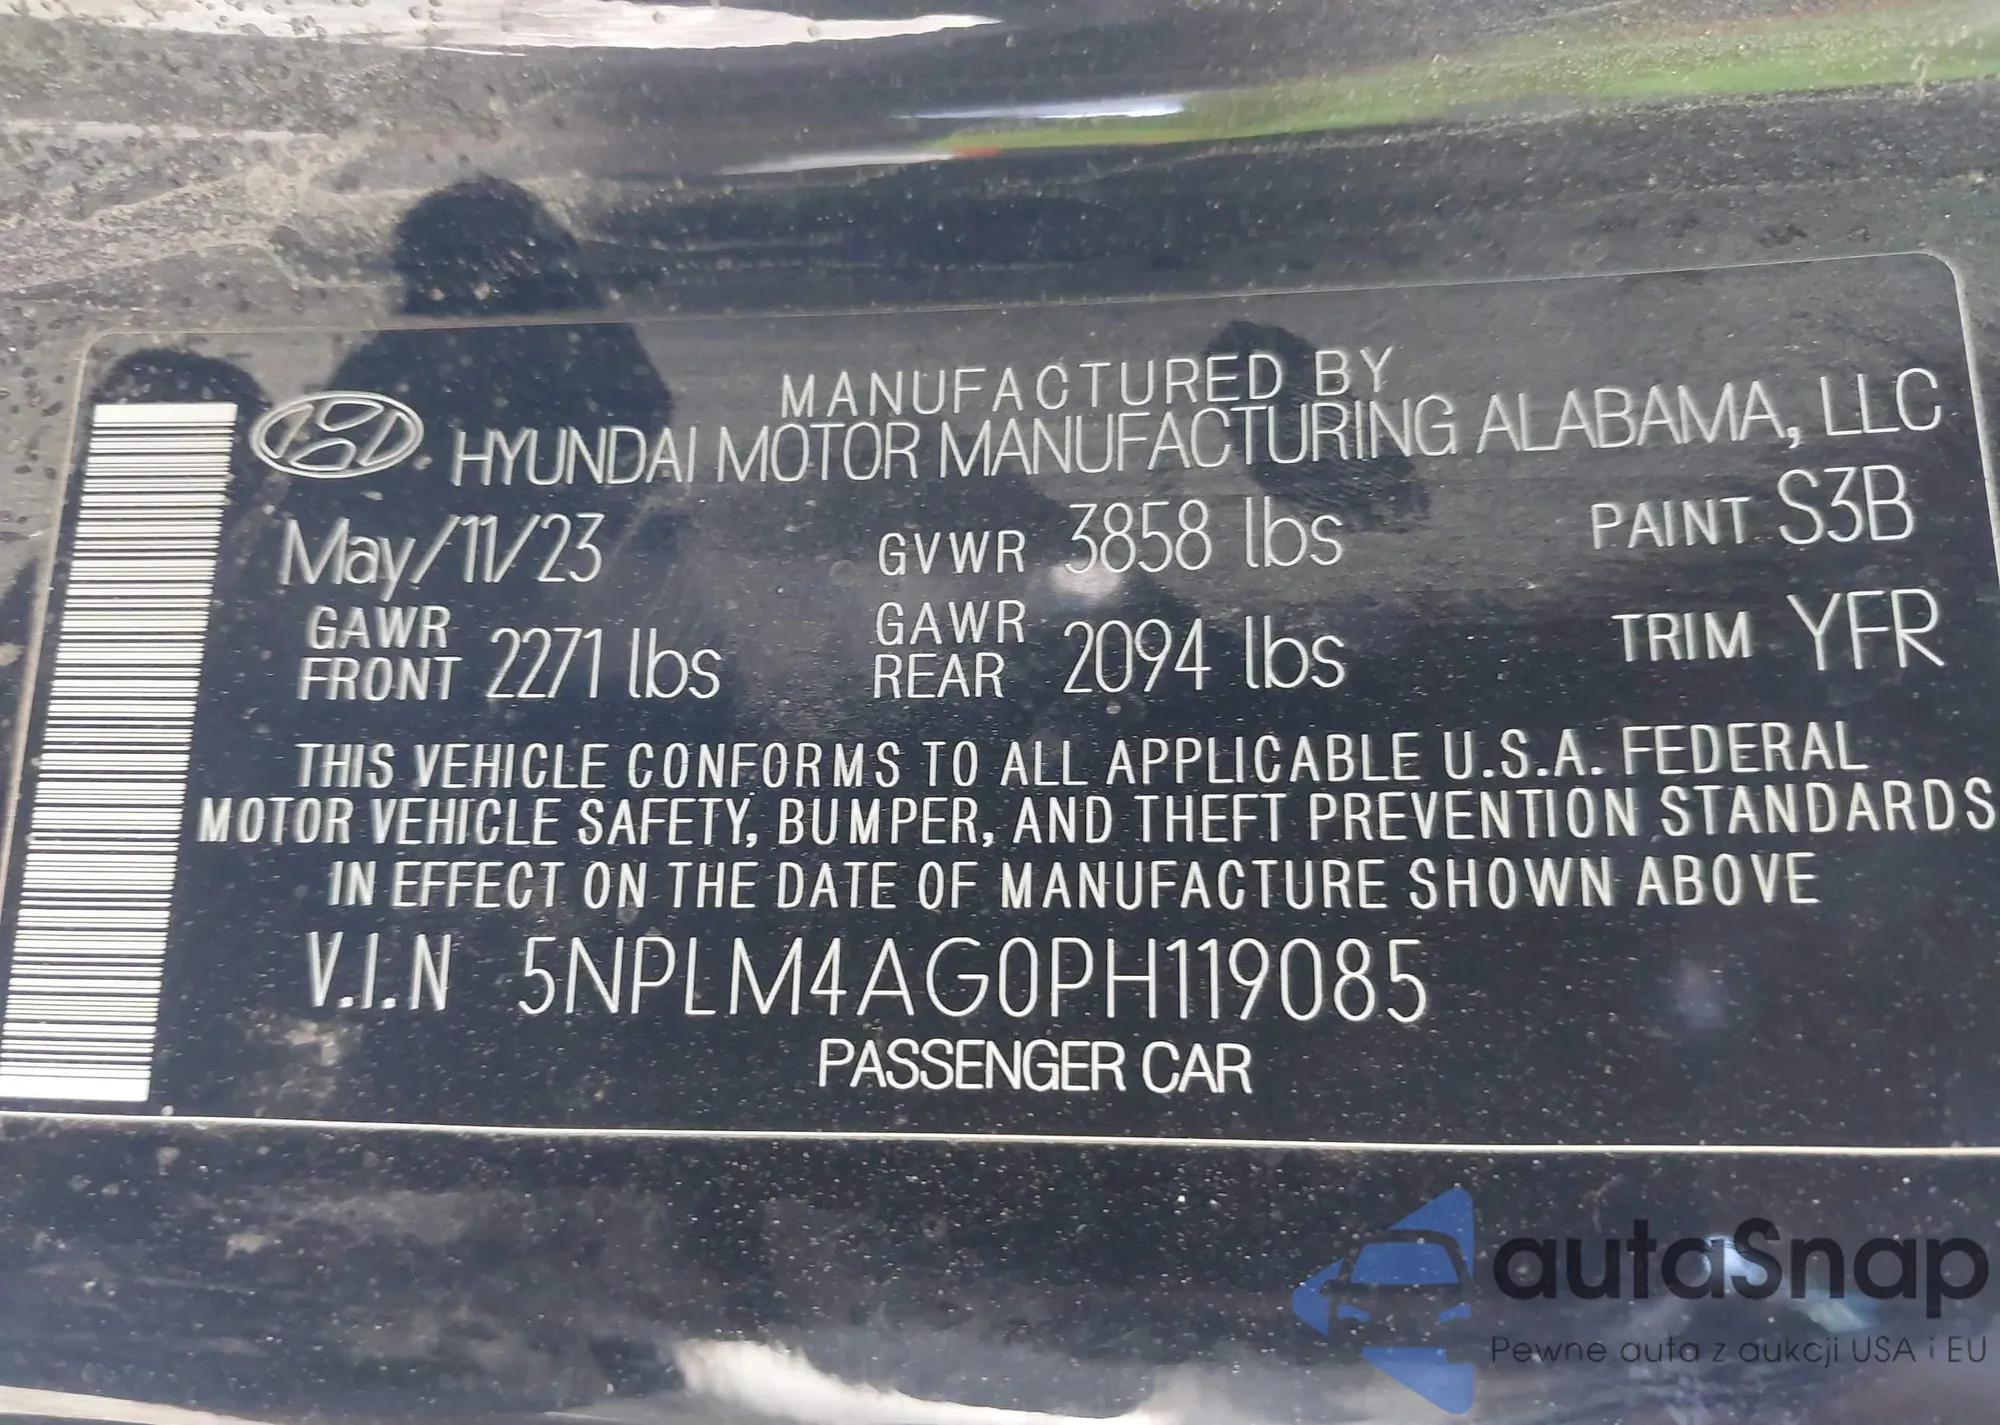 MANUFACTURED BY
HYUNDAI MOTOR MANUFACTURING ALABAMA, LLC
May/11/23 GVWR 3858 lbs PAINT S3B
GAWR FRONT 2271 lbs GAWR REAR 2094 lbs TRIM YFR
THIS VEHICLE CONFORMS TO ALL APPLICABLE U.S.A. FEDERAL
MOTOR VEHICLE SAFETY, BUMPER, AND THEFT PREVENTION STANDARDS
IN EFFECT ON THE DATE OF MANUFACTURE SHOWN ABOVE
V.I.N 5NPLM4AG0PH119085
PASSENGER CAR
autaSnap
Pewne auta z aukcji USA i EU